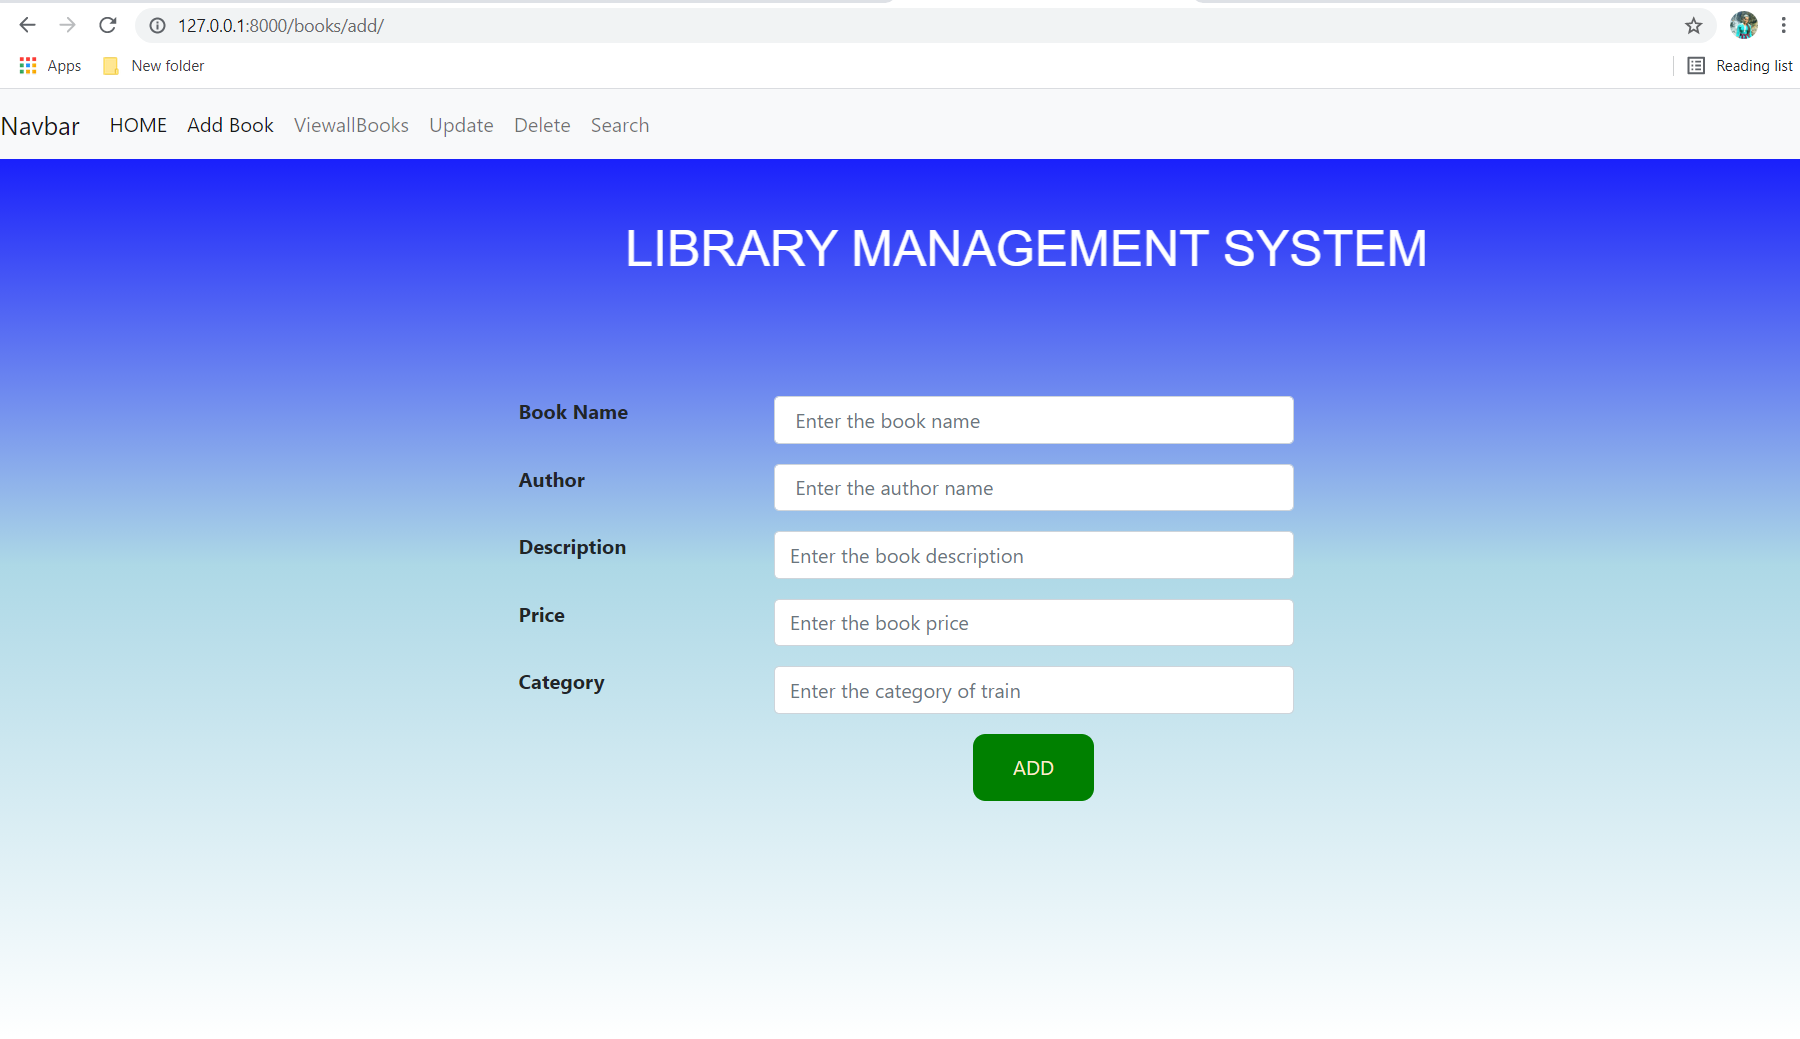 127.0.0.1:8000/books/add/
Apps New folder Reading list
Navbar HOME Add Book ViewallBooks Update Delete Search
LIBRARY MANAGEMENT SYSTEM
Book Name Enter the book name
Author Enter the author name
Description Enter the book description
Price Enter the book price
Category Enter the category of train
ADD